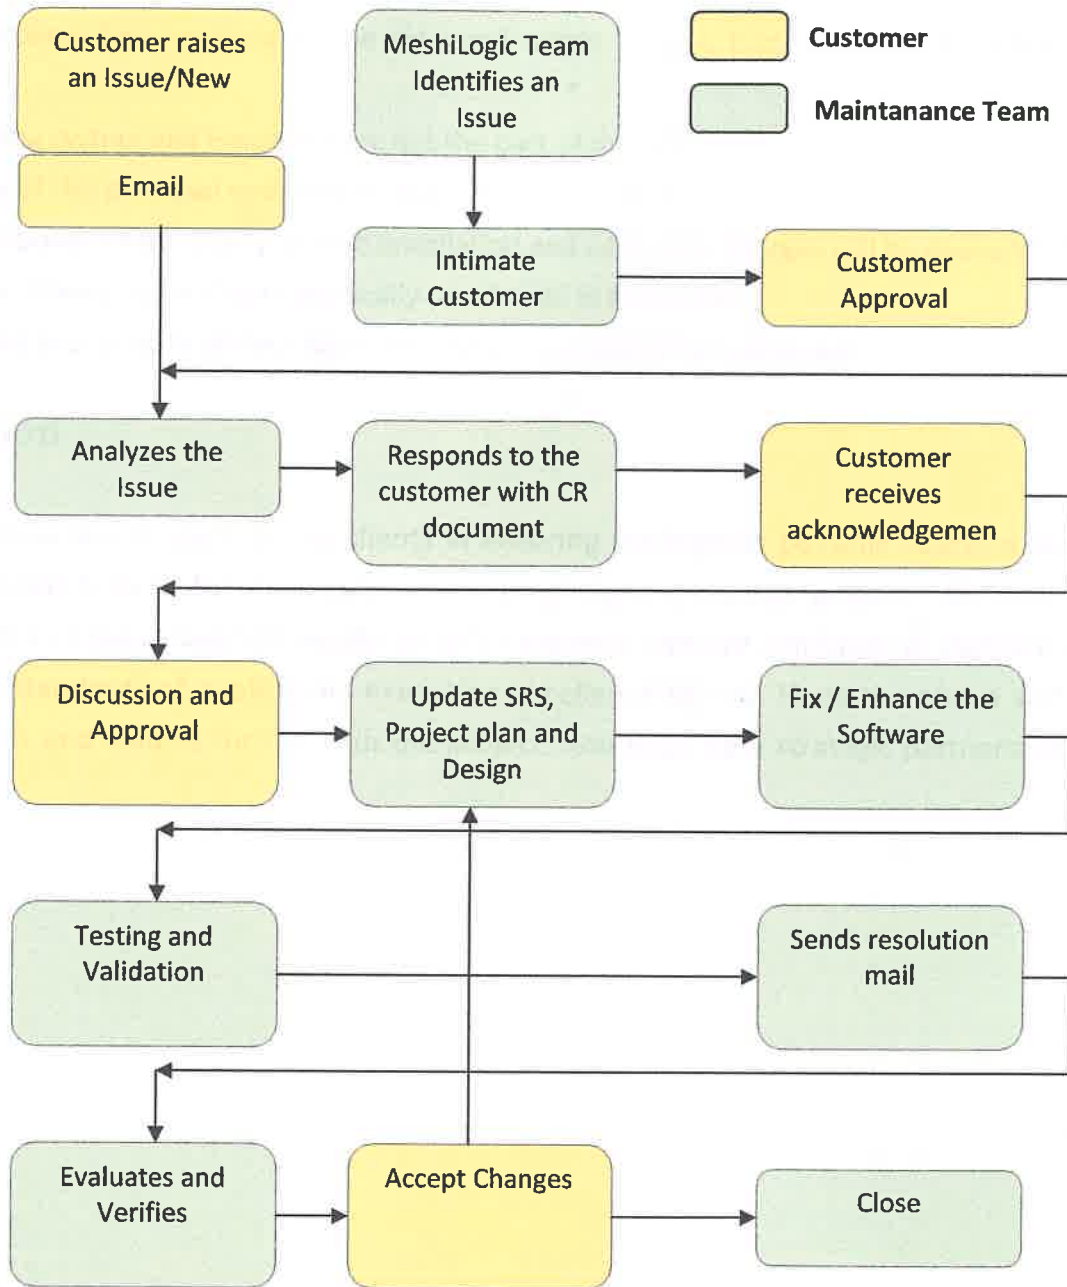 Customer raises
an Issue/New
Email
MeshiLogic Team
Identifies an
Issue
Customer
Maintanance Team
Intimate
Customer
Customer
Approval
Analyzes the
Issue
Responds to the
customer with CR
document
Customer
receives
acknowledgemen
Discussion and
Approval
Update SRS,
Project plan and
Design
Fix / Enhance the
Software
Testing and
Validation
Sends resolution
mail
Evaluates and
Verifies
Accept Changes
Close